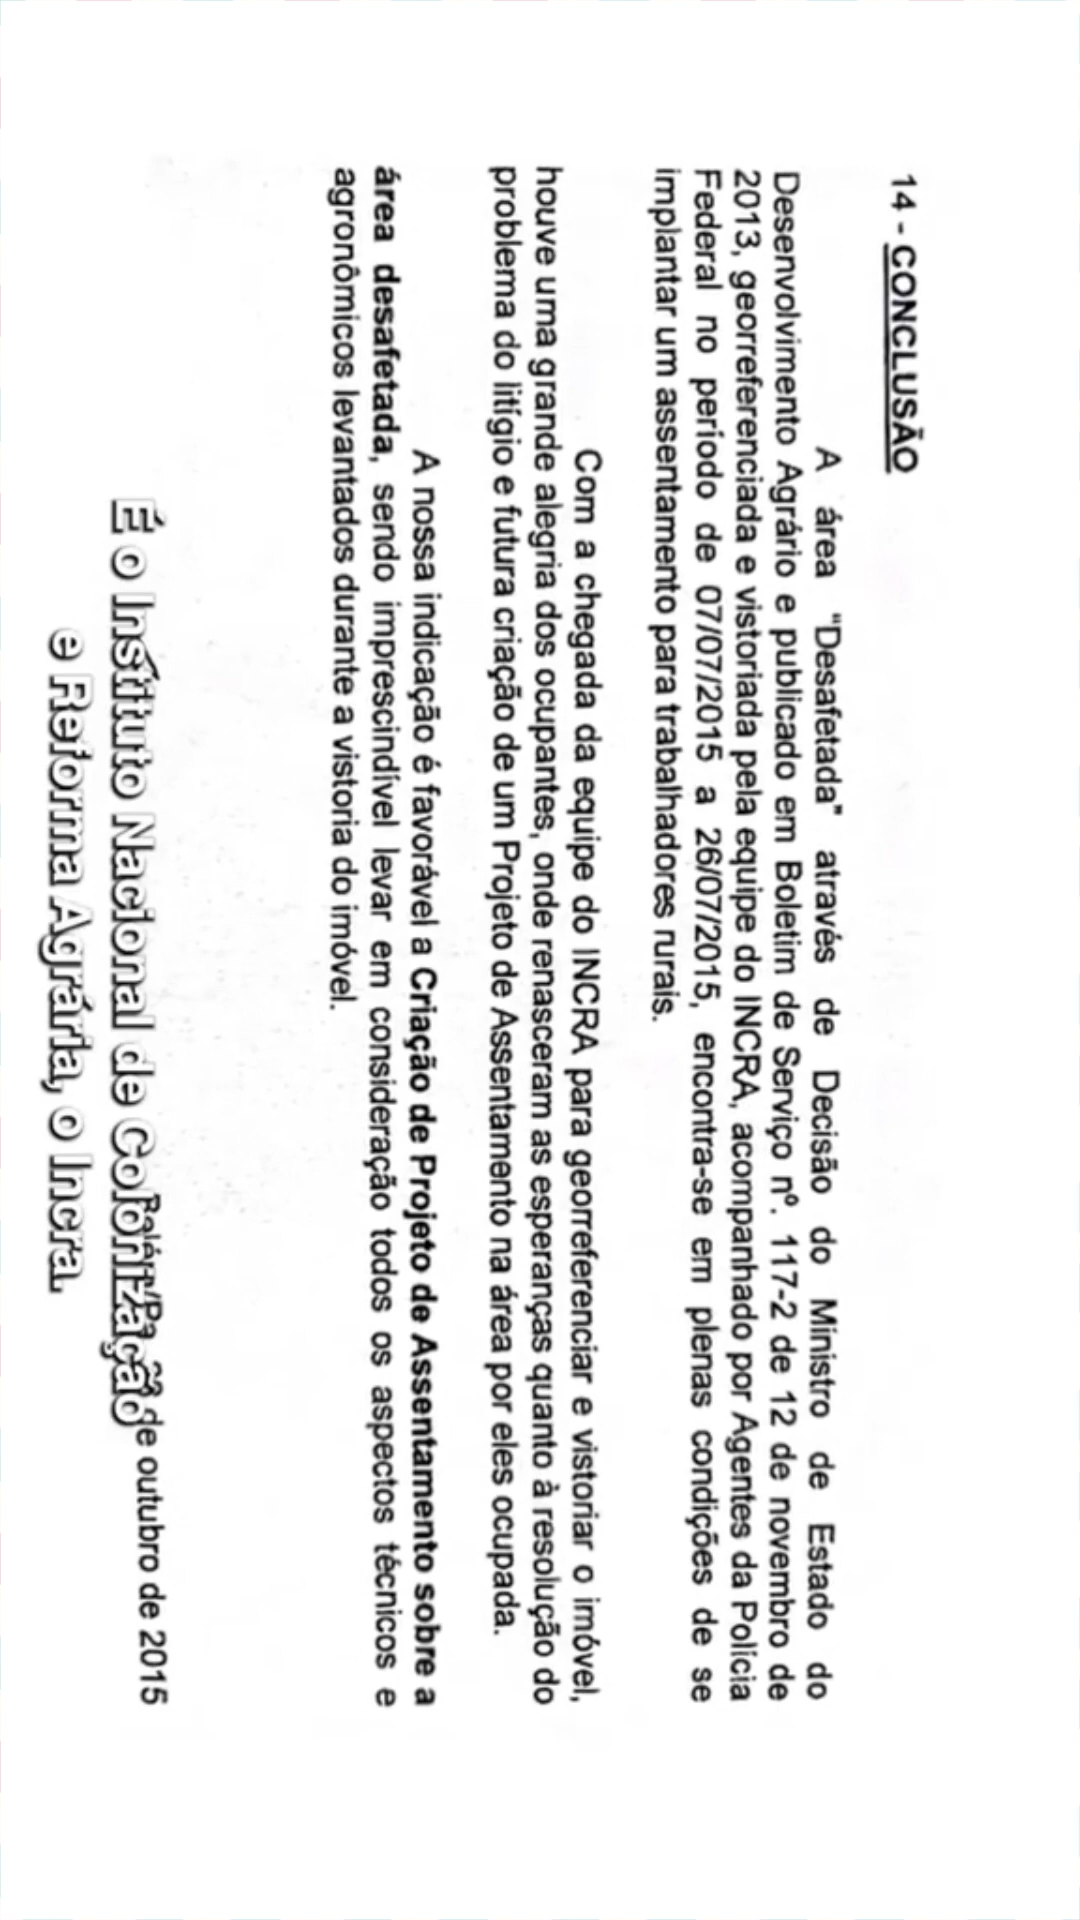 14 - CONCLUSÃO
A área "Desafetada" através de Decisão do Ministro de Estado do
Desenvolvimento Agrário e publicado em Boletim de Serviço nº. 117-2 de 12 de novembro de
2013, georreferenciada e vistoriada pela equipe do INCRA, acompanhado por Agentes da Polícia
Federal no período de 07/07/2015 a 26/07/2015, encontra-se em plenas condições de se
implantar um assentamento para trabalhadores rurais.
Com a chegada da equipe do INCRA para georreferenciar e vistoriar o imóvel,
houve uma grande alegria dos ocupantes, onde renasceram as esperanças quanto à resolução do
problema do litígio e futura criação de um Projeto de Assentamento na área por eles ocupada.
A nossa indicação é favorável a Criação de Projeto de Assentamento sobre a
área desafetada, sendo imprescindível levar em consideração todos os aspectos técnicos e
agronômicos levantados durante a vistoria do imóvel.
de outubro de 2015
É o Instituto Nacional de Colonização
e Reforma Agrária, o Incra.